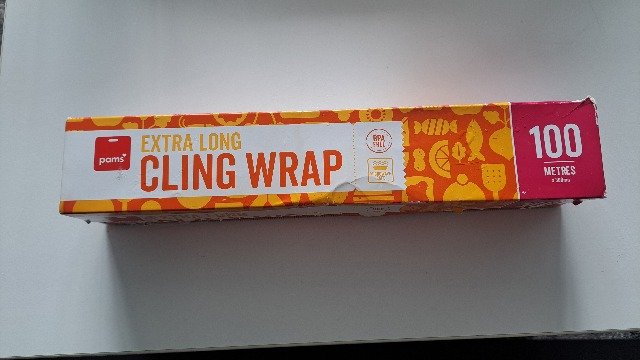 pams
EXTRA LONG
CLING WRAP
BPA
FREE
100
METRES